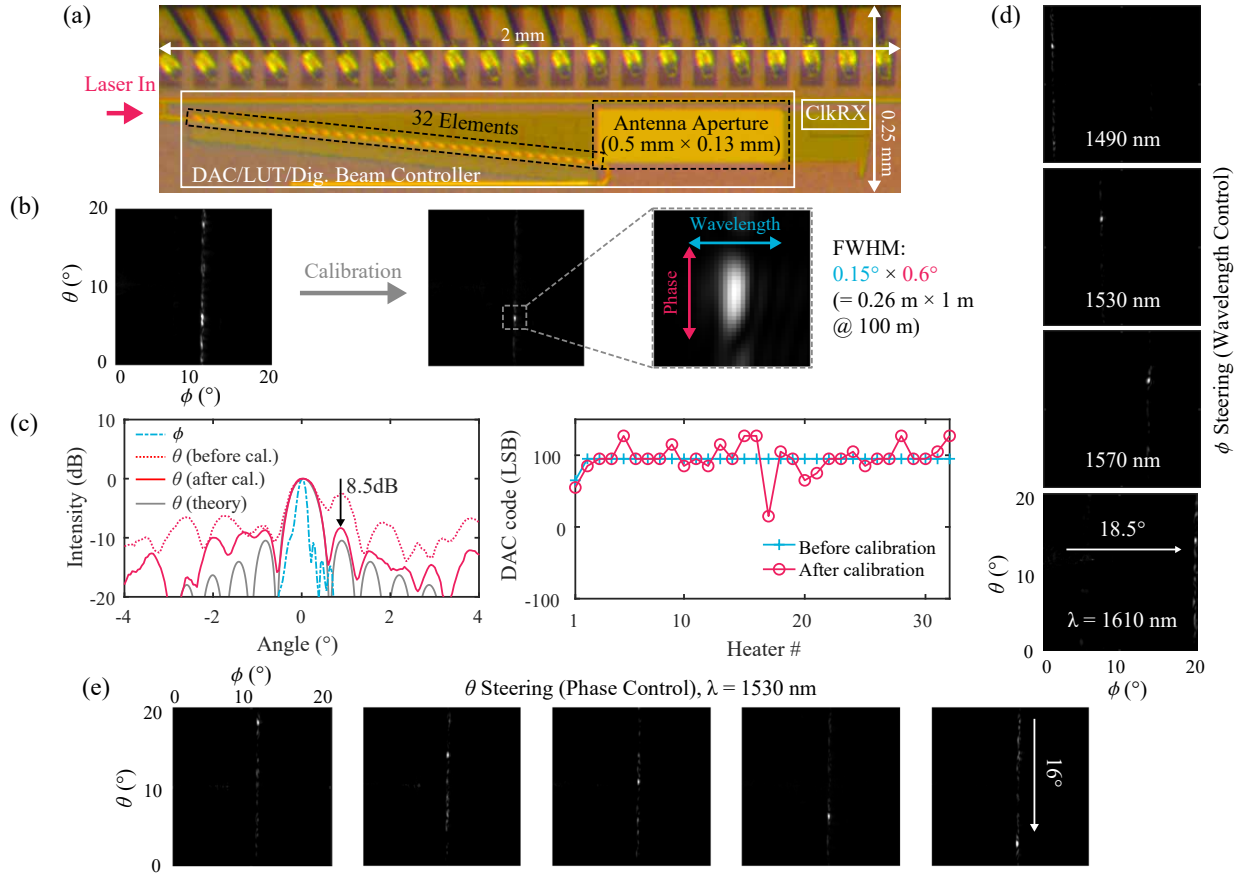 (a)
2 mm
Laser In
32 Elements
Antenna Aperture
(0.5 mm × 0.13 mm)
ClkRX
0.25 mm
DAC/LUT/Dig. Beam Controller
(b)
20
10
0
θ (°)
0
10
20
ϕ (°)
Calibration
Wavelength
Phase
FWHM:
0.15° × 0.6°
(= 0.26 m × 1 m
@ 100 m)
(c)
10
0
-10
-20
Intensity (dB)
ϕ
θ (before cal.)
θ (after cal.)
θ (theory)
8.5dB
-4
-2
0
2
4
Angle (°)
100
0
-100
DAC code (LSB)
Before calibration
After calibration
1
10
20
30
Heater #
(d)
1490 nm
1530 nm
1570 nm
18.5°
λ = 1610 nm
20
10
0
θ (°)
0
10
20
ϕ (°)
ϕ Steering (Wavelength Control)
(e)
ϕ (°)
0
10
20
θ Steering (Phase Control), λ = 1530 nm
20
10
0
θ (°)
16°